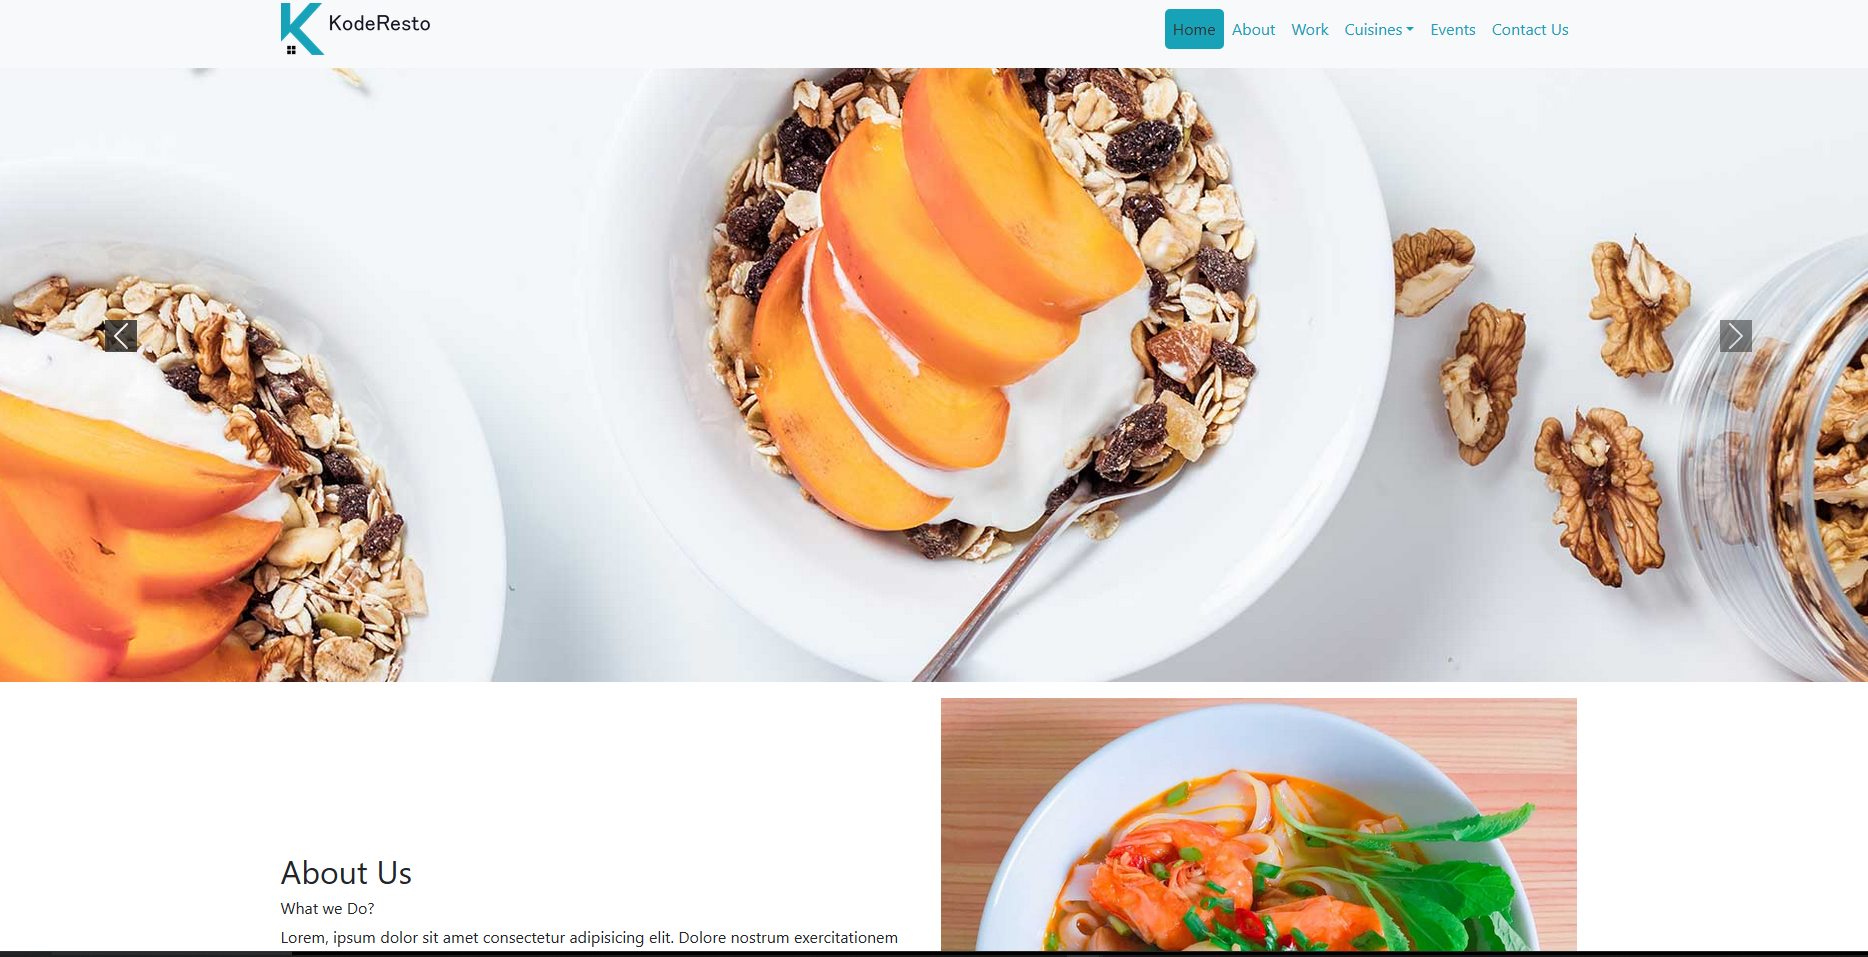 KodeResto
Home About Work Cuisines Events Contact Us
About Us
What we Do?
Lorem, ipsum dolor sit amet consectetur adipisicing elit. Dolore nostrum exercitationem